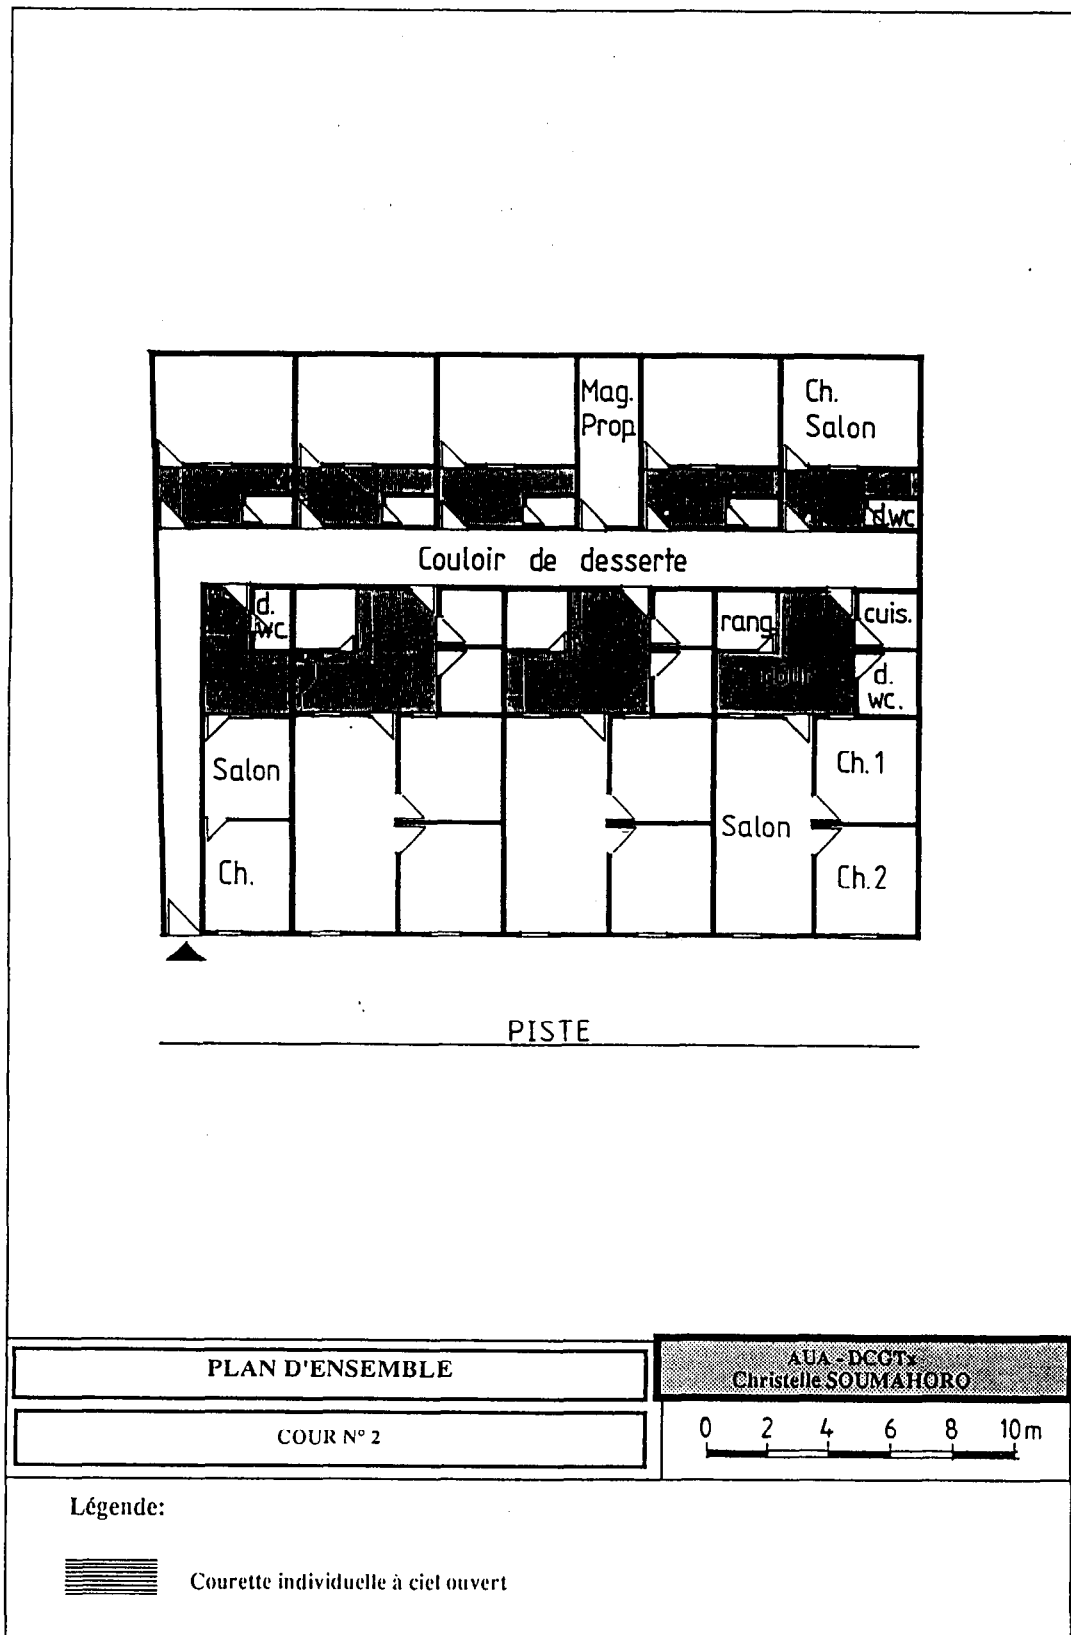 Mag.
Prop.
Ch.
Salon
d.wc
Couloir de desserte
d.
wc.
rang.
cuis.
cour
d.
wc.
Salon
Ch.1
Salon
Ch.
Ch.2
PISTE
PLAN D'ENSEMBLE
AUA - DCGTx
Christelle SOUMAHORO
COUR N° 2
0 2 4 6 8 10 m
Légende:
Courette individuelle à ciel ouvert